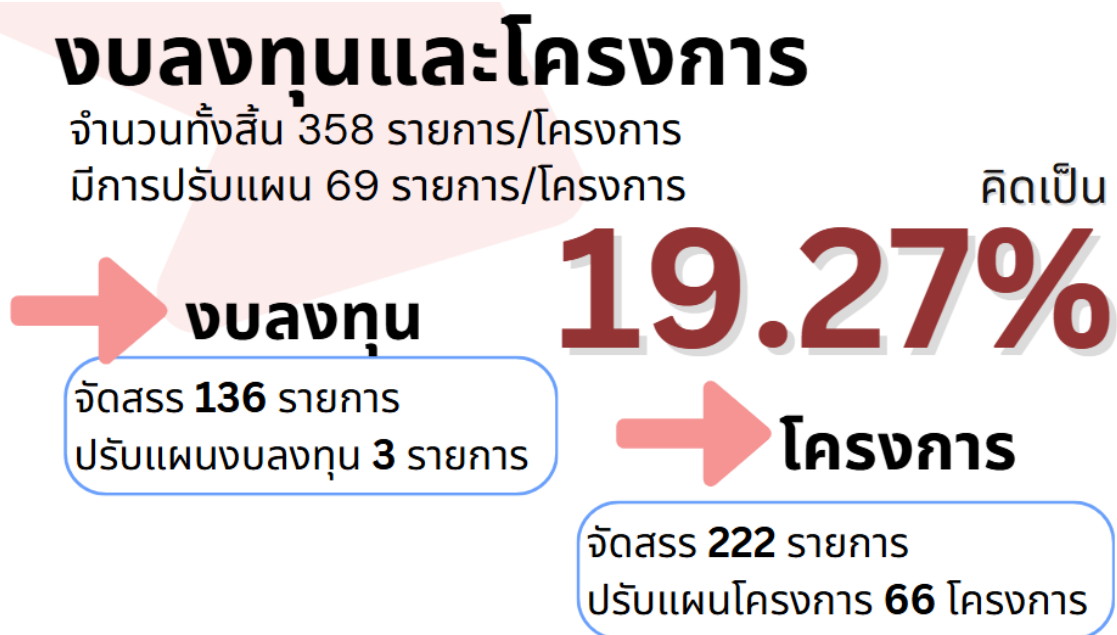 งบลงทุนและโครงการ
จำนวนทั้งสิ้น 358 รายการ/โครงการ
มีการปรับแผน 69 รายการ/โครงการ
คิดเป็น
19.27%
งบลงทุน
จัดสรร 136 รายการ
ปรับแผนงบลงทุน 3 รายการ
โครงการ
จัดสรร 222 รายการ
ปรับแผนโครงการ 66 โครงการ